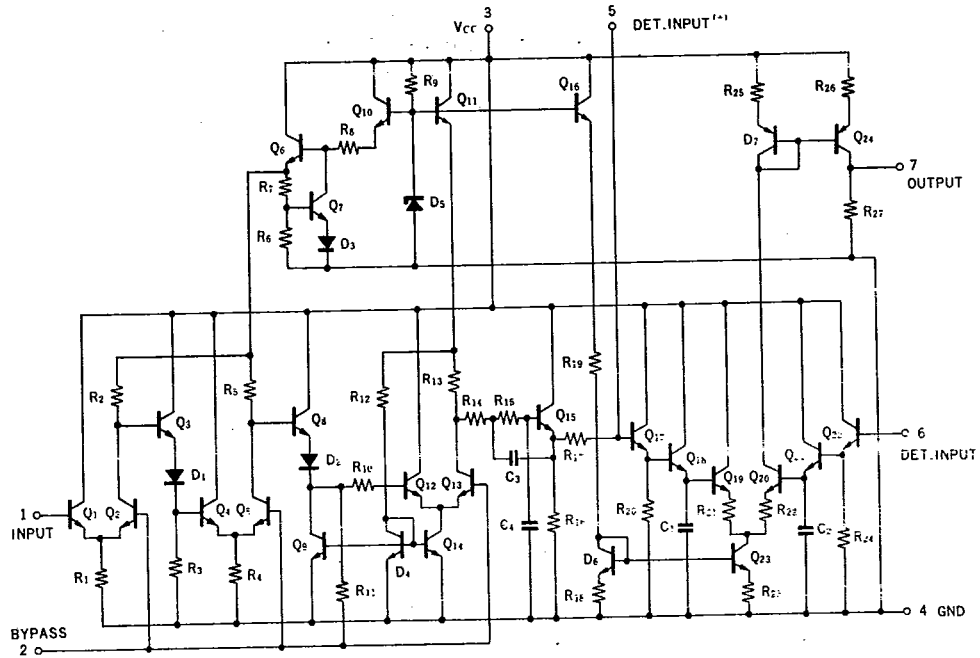 5
3
DET.INPUT(*)
VCC
R9
R25
R26
Q10
Q11
Q16
R8
Q6
D7
Q24
7
OUTPUT
R7
Q7
D5
R27
R6
D3
R19
R2
R5
R12
R13
R14
R15
Q15
Q3
Q8
6
DET.INPUT
R17
D1
D2
R10
C3
Q18
Q19
Q20
1
INPUT
Q1
Q2
Q4
Q5
Q12
Q13
R21
R22
C4
R16
R20
C1
C2
R24
Q9
Q14
R1
R3
R4
D4
D6
Q23
R11
R18
R23
4 GND
BYPASS
2